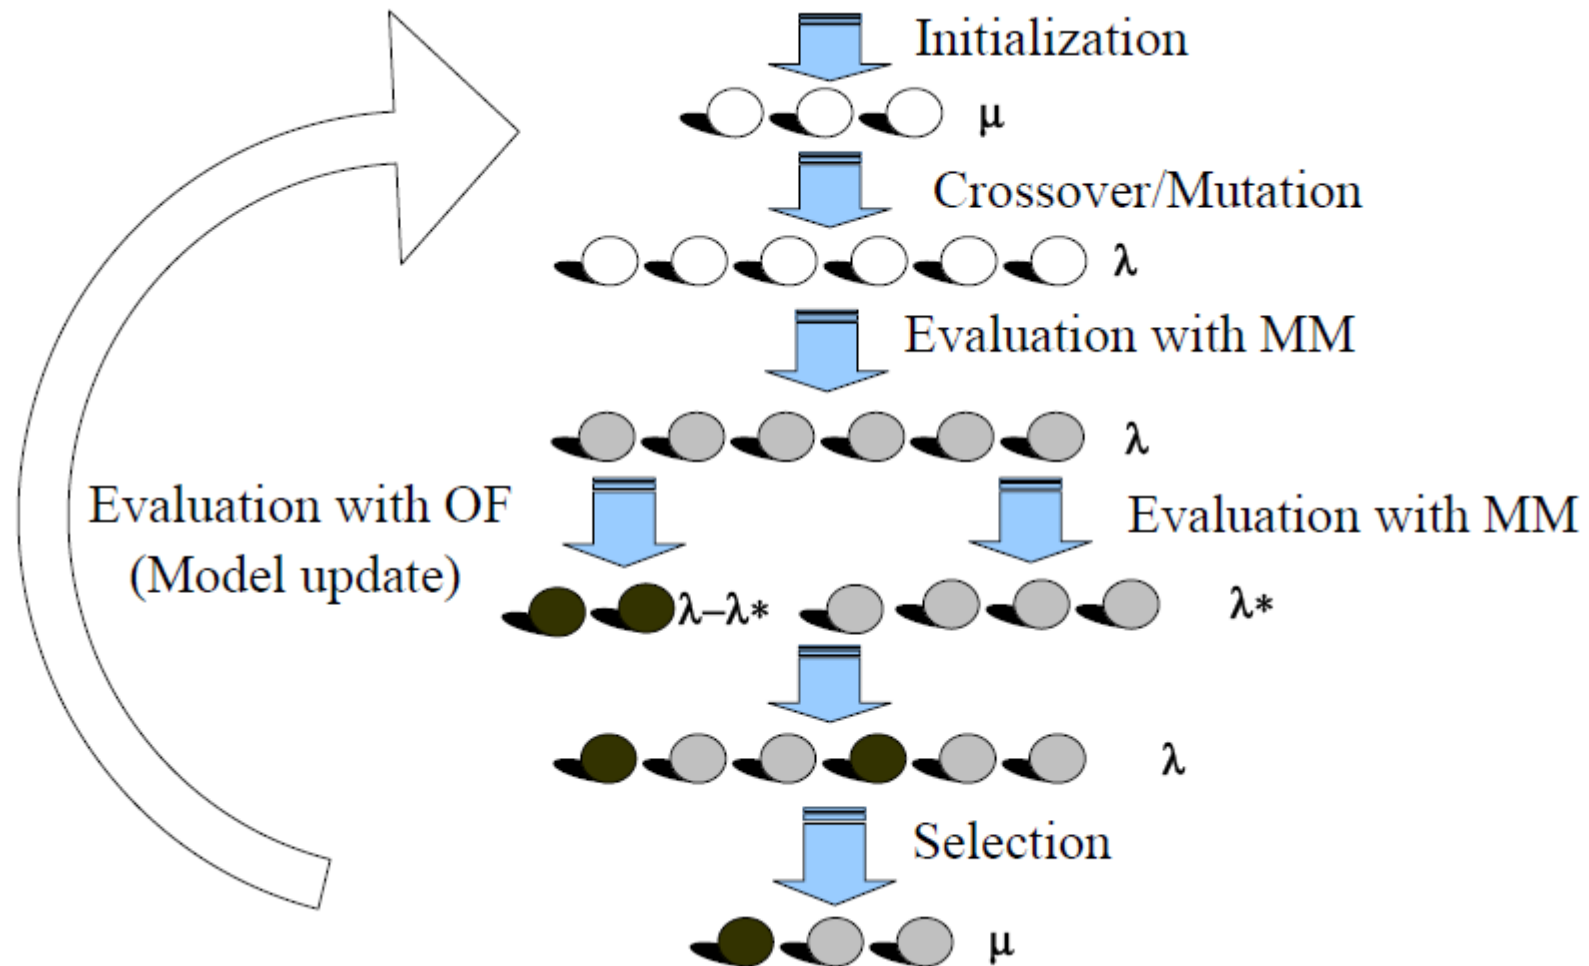 Initialization
μ
Crossover/Mutation
λ
Evaluation with MM
λ
Evaluation with OF
(Model update)
Evaluation with MM
λ–λ*
λ*
λ
Selection
μ